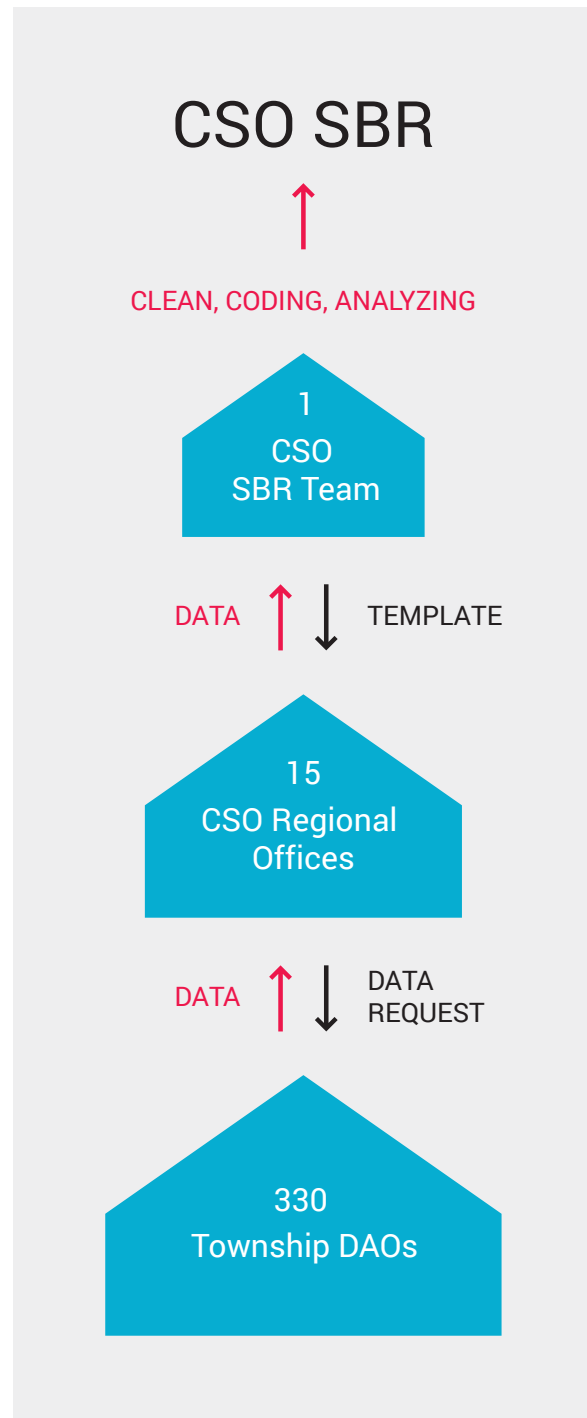 CSO SBR
CLEAN, CODING, ANALYZING
1
CSO
SBR Team
DATA
TEMPLATE
15
CSO Regional
Offices
DATA
DATA
REQUEST
330
Township DAOs